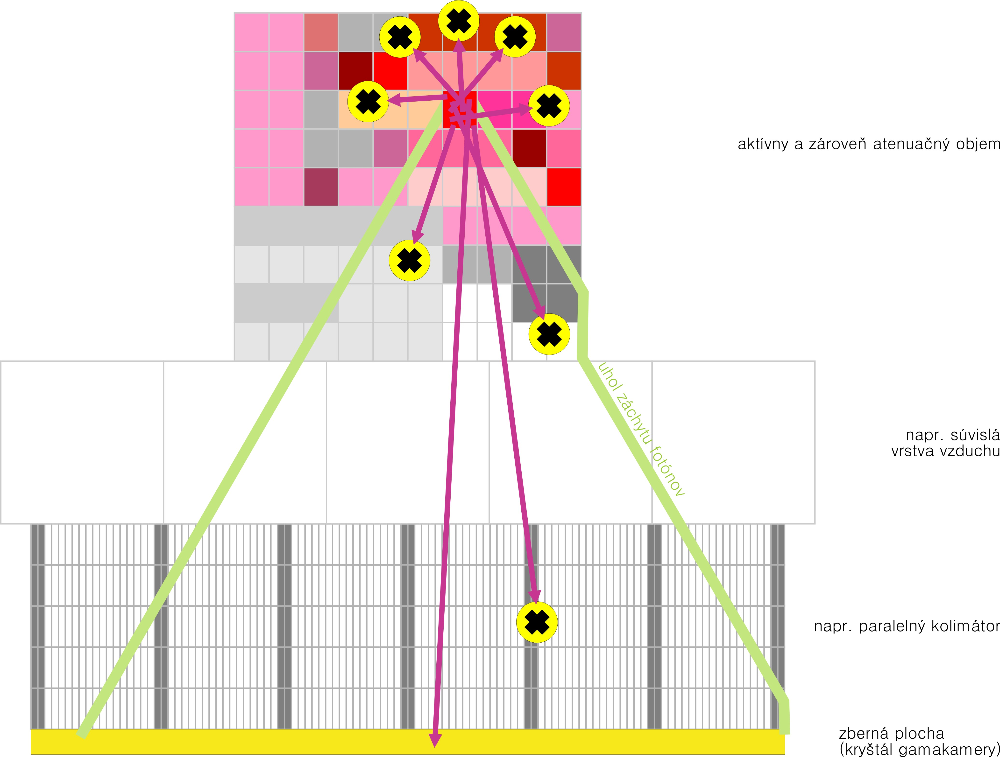 aktívny a zároveň atenuačný objem
uhol záchytu fotónov
napr. súvislá
vrstva vzduchu
napr. paralelný kolimátor
zberná plocha
(kryštál gamakamery)